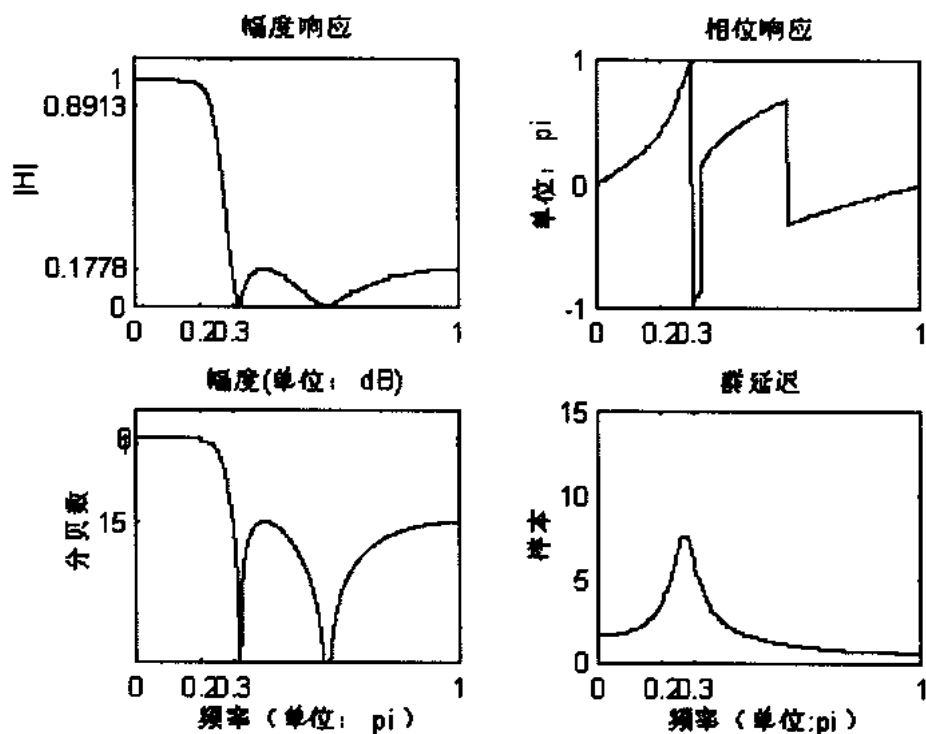 幅度响应
1
0.8913
|H|
0.1778
0
0 0.2 0.3 1
相位响应
1
单位: pi
0
-1
0 0.2 0.3 1
幅度(单位: dB)
0
分贝数
15
0 0.2 0.3 1
频率（单位: pi）
群延迟
15
10
样本
5
0
0 0.2 0.3 1
频率（单位;pi）